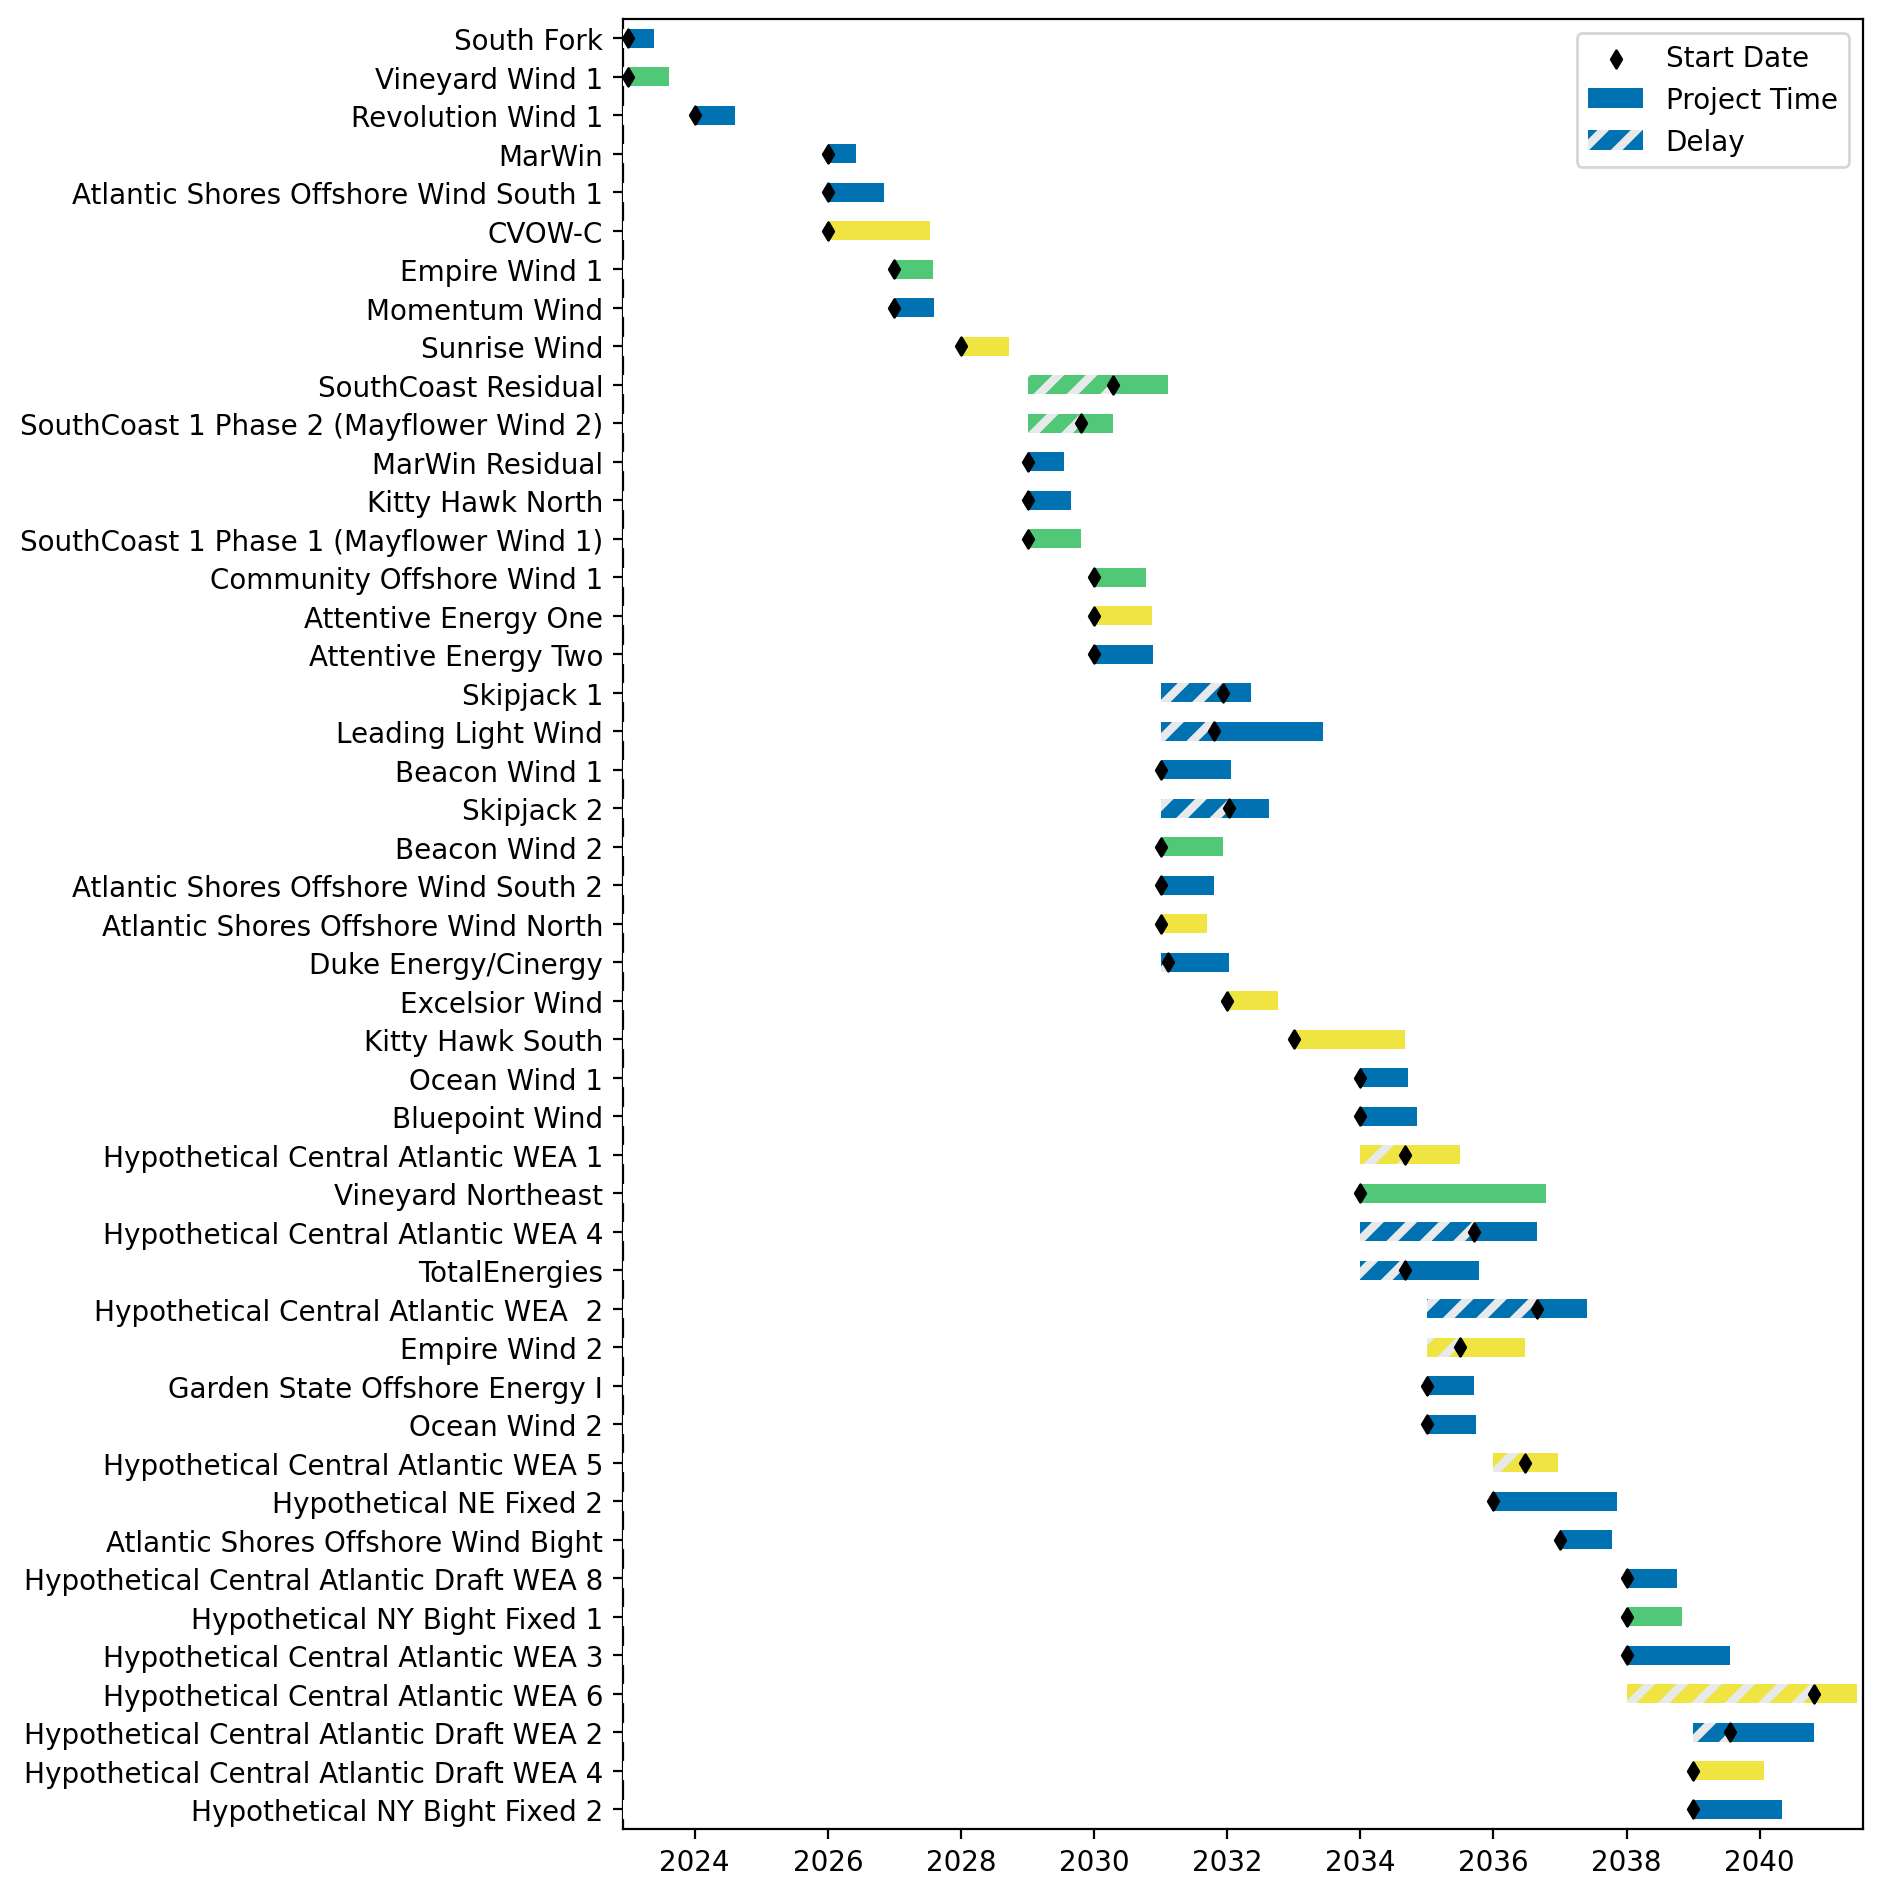 South Fork
Vineyard Wind 1
Revolution Wind 1
MarWin
Atlantic Shores Offshore Wind South 1
CVOW-C
Empire Wind 1
Momentum Wind
Sunrise Wind
SouthCoast Residual
SouthCoast 1 Phase 2 (Mayflower Wind 2)
MarWin Residual
Kitty Hawk North
SouthCoast 1 Phase 1 (Mayflower Wind 1)
Community Offshore Wind 1
Attentive Energy One
Attentive Energy Two
Skipjack 1
Leading Light Wind
Beacon Wind 1
Skipjack 2
Beacon Wind 2
Atlantic Shores Offshore Wind South 2
Atlantic Shores Offshore Wind North
Duke Energy/Cinergy
Excelsior Wind
Kitty Hawk South
Ocean Wind 1
Bluepoint Wind
Hypothetical Central Atlantic WEA 1
Vineyard Northeast
Hypothetical Central Atlantic WEA 4
TotalEnergies
Hypothetical Central Atlantic WEA  2
Empire Wind 2
Garden State Offshore Energy I
Ocean Wind 2
Hypothetical Central Atlantic WEA 5
Hypothetical NE Fixed 2
Atlantic Shores Offshore Wind Bight
Hypothetical Central Atlantic Draft WEA 8
Hypothetical NY Bight Fixed 1
Hypothetical Central Atlantic WEA 3
Hypothetical Central Atlantic WEA 6
Hypothetical Central Atlantic Draft WEA 2
Hypothetical Central Atlantic Draft WEA 4
Hypothetical NY Bight Fixed 2
Start Date
Project Time
Delay
2024 2026 2028 2030 2032 2034 2036 2038 2040